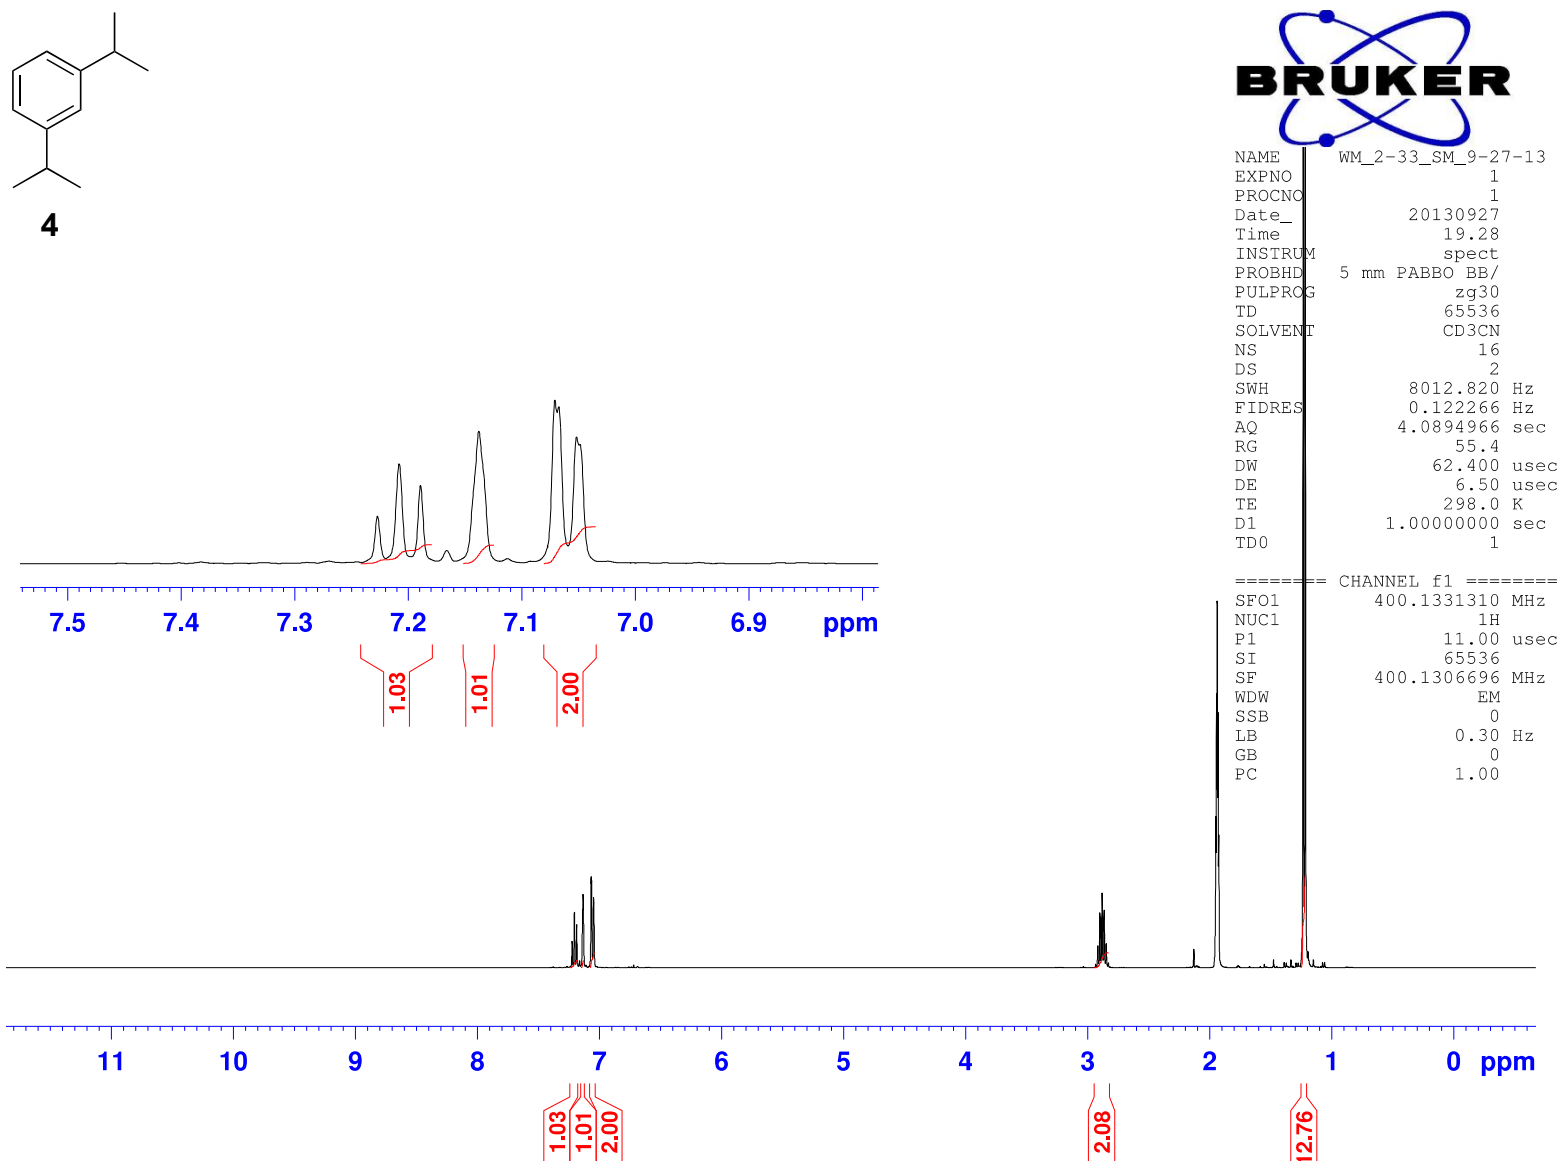 BRUKER
4
NAME WM_2-33_SM_9-27-13
EXPNO 1
PROCNO 1
Date_ 20130927
Time 19.28
INSTRUM spect
PROBHD 5 mm PABBO BB/
PULPROG zg30
TD 65536
SOLVENT CD3CN
NS 16
DS 2
SWH 8012.820 Hz
FIDRES 0.122266 Hz
AQ 4.0894966 sec
RG 55.4
DW 62.400 usec
DE 6.50 usec
TE 298.0 K
D1 1.00000000 sec
TD0 1
======== CHANNEL f1 ========
SFO1 400.1331310 MHz
NUC1 1H
P1 11.00 usec
SI 65536
SF 400.1306696 MHz
WDW EM
SSB 0
LB 0.30 Hz
GB 0
PC 1.00
7.5 7.4 7.3 7.2 7.1 7.0 6.9 ppm
1.03 1.01 2.00
11 10 9 8 7 6 5 4 3 2 1 0 ppm
1.03 1.01 2.00 2.08 12.76